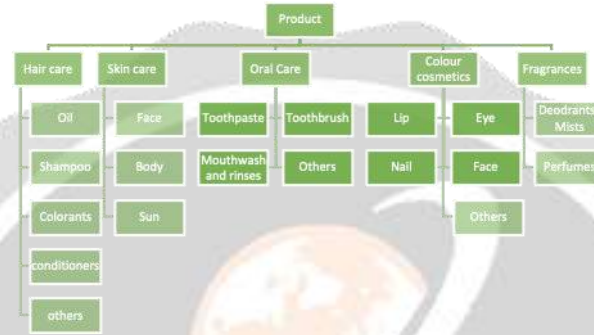 Product
Hair care
Skin care
Oral Care
Colour
cosmetics
Fragrances
Oil
Shampoo
Colorants
conditioners
others
Face
Body
Sun
Toothpaste
Toothbrush
Mouthwash
and rinses
Others
Lip
Eye
Nail
Face
Others
Deodrants
Mists
Perfumes